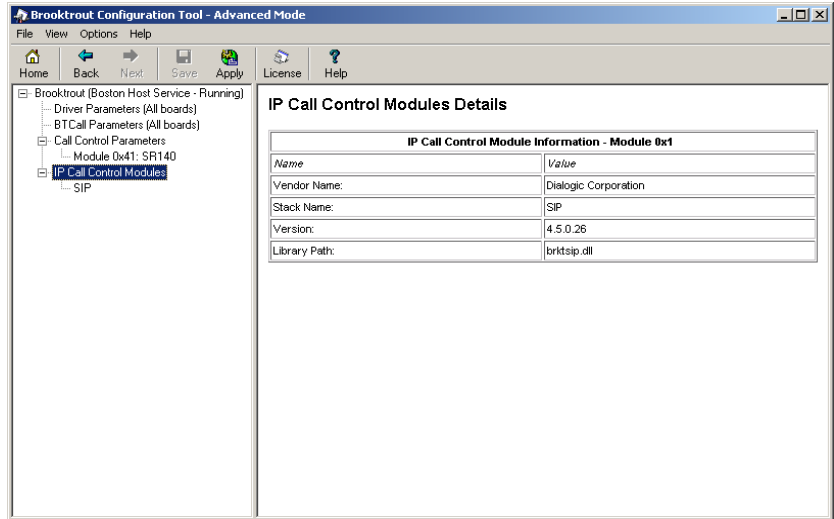 Brooktrout Configuration Tool - Advanced Mode
File View Options Help
Home Back Next Save Apply License Help
Brooktrout (Boston Host Service - Running)
Driver Parameters (All boards)
BTCall Parameters (All boards)
Call Control Parameters
Module 0x41: SR140
IP Call Control Modules
SIP
IP Call Control Modules Details
IP Call Control Module Information - Module 0x1
Name Value
Vendor Name: Dialogic Corporation
Stack Name: SIP
Version: 4.5.0.26
Library Path: brktsip.dll